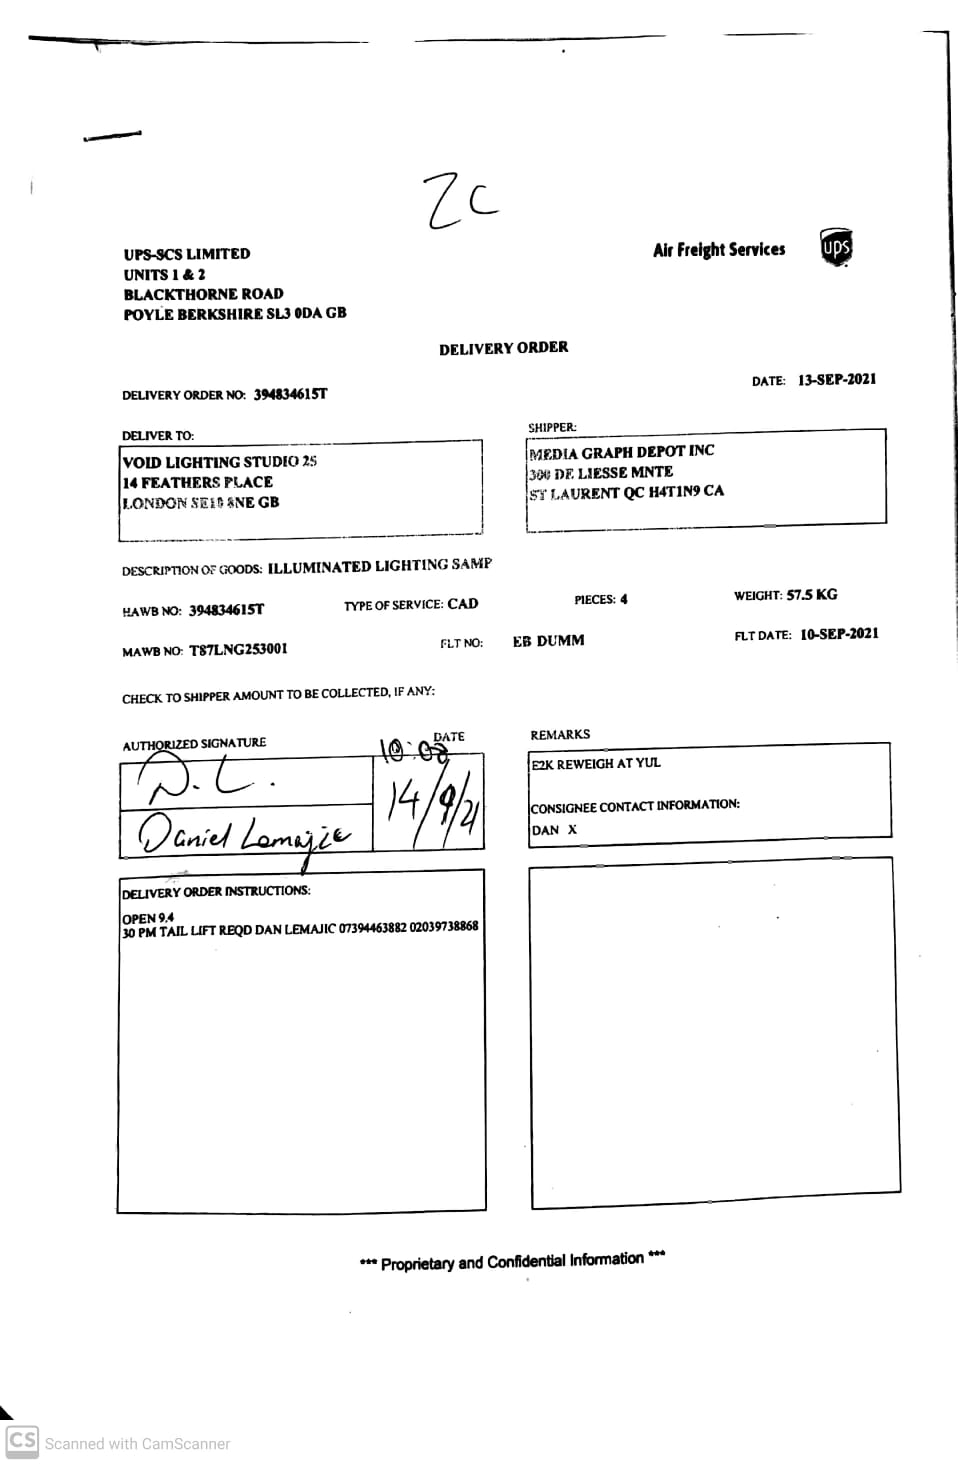 ZC
UPS-SCS LIMITED
UNITS 1 & 2
BLACKTHORNE ROAD
POYLE BERKSHIRE SL3 0DA GB
Air Freight Services
ups
DELIVERY ORDER
DATE: 13-SEP-2021
DELIVERY ORDER NO: 394834615T
DELIVER TO:
VOID LIGHTING STUDIO 25
14 FEATHERS PLACE
LONDON GB
SHIPPER:
MEDIA GRAPH DEPOT INC
300 DE LIESSE MNTE
ST LAURENT QC H4T1N9 CA
DESCRIPTION OF GOODS: ILLUMINATED LIGHTING SAMP
HAWB NO: 394834615T TYPE OF SERVICE: CAD PIECES: 4 WEIGHT: 57.5 KG
MAWB NO: T87LNG253001 FLT NO: EB DUMM FLT DATE: 10-SEP-2021
CHECK TO SHIPPER AMOUNT TO BE COLLECTED, IF ANY:
AUTHORIZED SIGNATURE DATE
10:08
D.L.
14/9/21
Daniel Lemajic
REMARKS
E2K REWEIGH AT YUL
CONSIGNEE CONTACT INFORMATION:
DAN X
DELIVERY ORDER INSTRUCTIONS:
OPEN 9.4
30 PM TAIL LIFT REQD DAN LEMAJIC 07394463882 02039738868
*** Proprietary and Confidential Information ***
CS Scanned with CamScanner